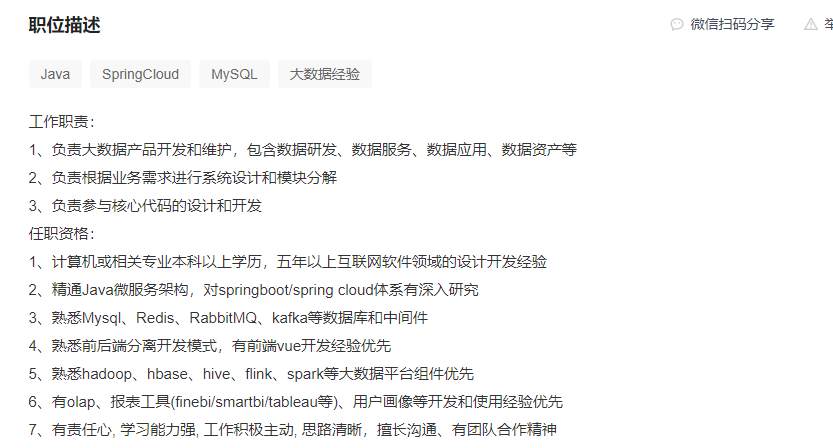 职位描述
微信扫码分享
Java SpringCloud MySQL 大数据经验
工作职责：
1、负责大数据产品开发和维护，包含数据研发、数据服务、数据应用、数据资产等
2、负责根据业务需求进行系统设计和模块分解
3、负责参与核心代码的设计和开发
任职资格：
1、计算机或相关专业本科以上学历，五年以上互联网软件领域的设计开发经验
2、精通Java微服务架构，对springboot/spring cloud体系有深入研究
3、熟悉Mysql、Redis、RabbitMQ、kafka等数据库和中间件
4、熟悉前后端分离开发模式，有前端vue开发经验优先
5、熟悉hadoop、hbase、hive、flink、spark等大数据平台组件优先
6、有olap、报表工具(finebi/smartbi/tableau等)、用户画像等开发和使用经验优先
7、有责任心, 学习能力强, 工作积极主动, 思路清晰，擅长沟通、有团队合作精神